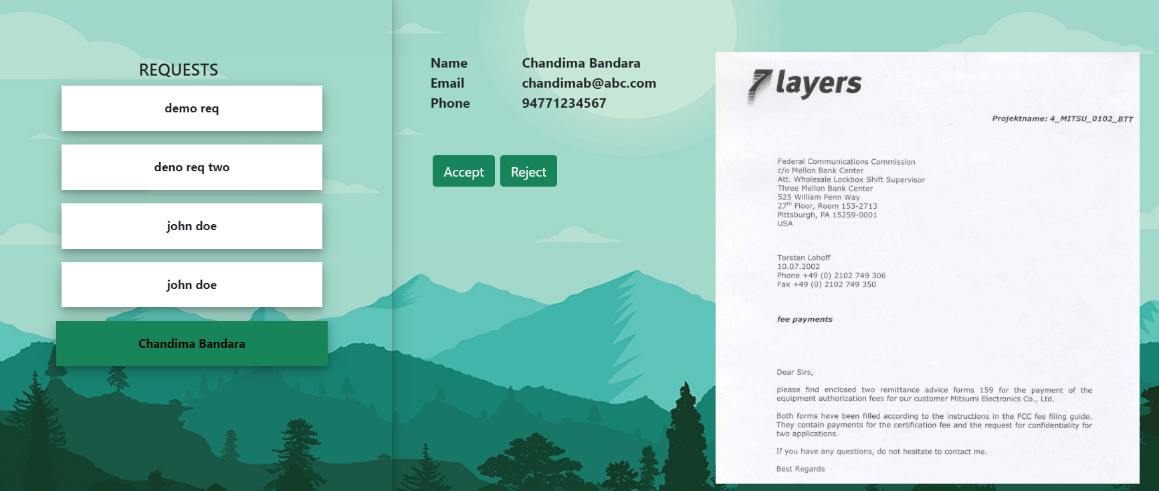 REQUESTS
demo req
deno req two
john doe
john doe
Chandima Bandara
Name Chandima Bandara
Email chandimab@abc.com
Phone 94771234567
Accept Reject
7 layers
Projektname: 4_MITSU_0102_BTT
Federal Communications Commission
c/o Mellon Bank Center
Att. Wholesale Lockbox Shift Supervisor
Three Mellon Bank Center
525 William Penn Way
27th Floor, Room 153-2713
Pittsburgh, PA 15259-0001
USA
Torsten Lohoff
10.07.2002
Phone +49 (0) 2102 749 306
Fax +49 (0) 2102 749 350
fee payments
Dear Sirs,
please find enclosed two remittance advice forms 159 for the payment of the
equipment authorization fees for our customer Mitsumi Electronics Co., Ltd.
Both forms have been filled according to the instructions in the FCC fee filing guide.
They contain payments for the certification fee and the request for confidentiality for
two applications.
If you have any questions, do not hesitate to contact me.
Best Regards